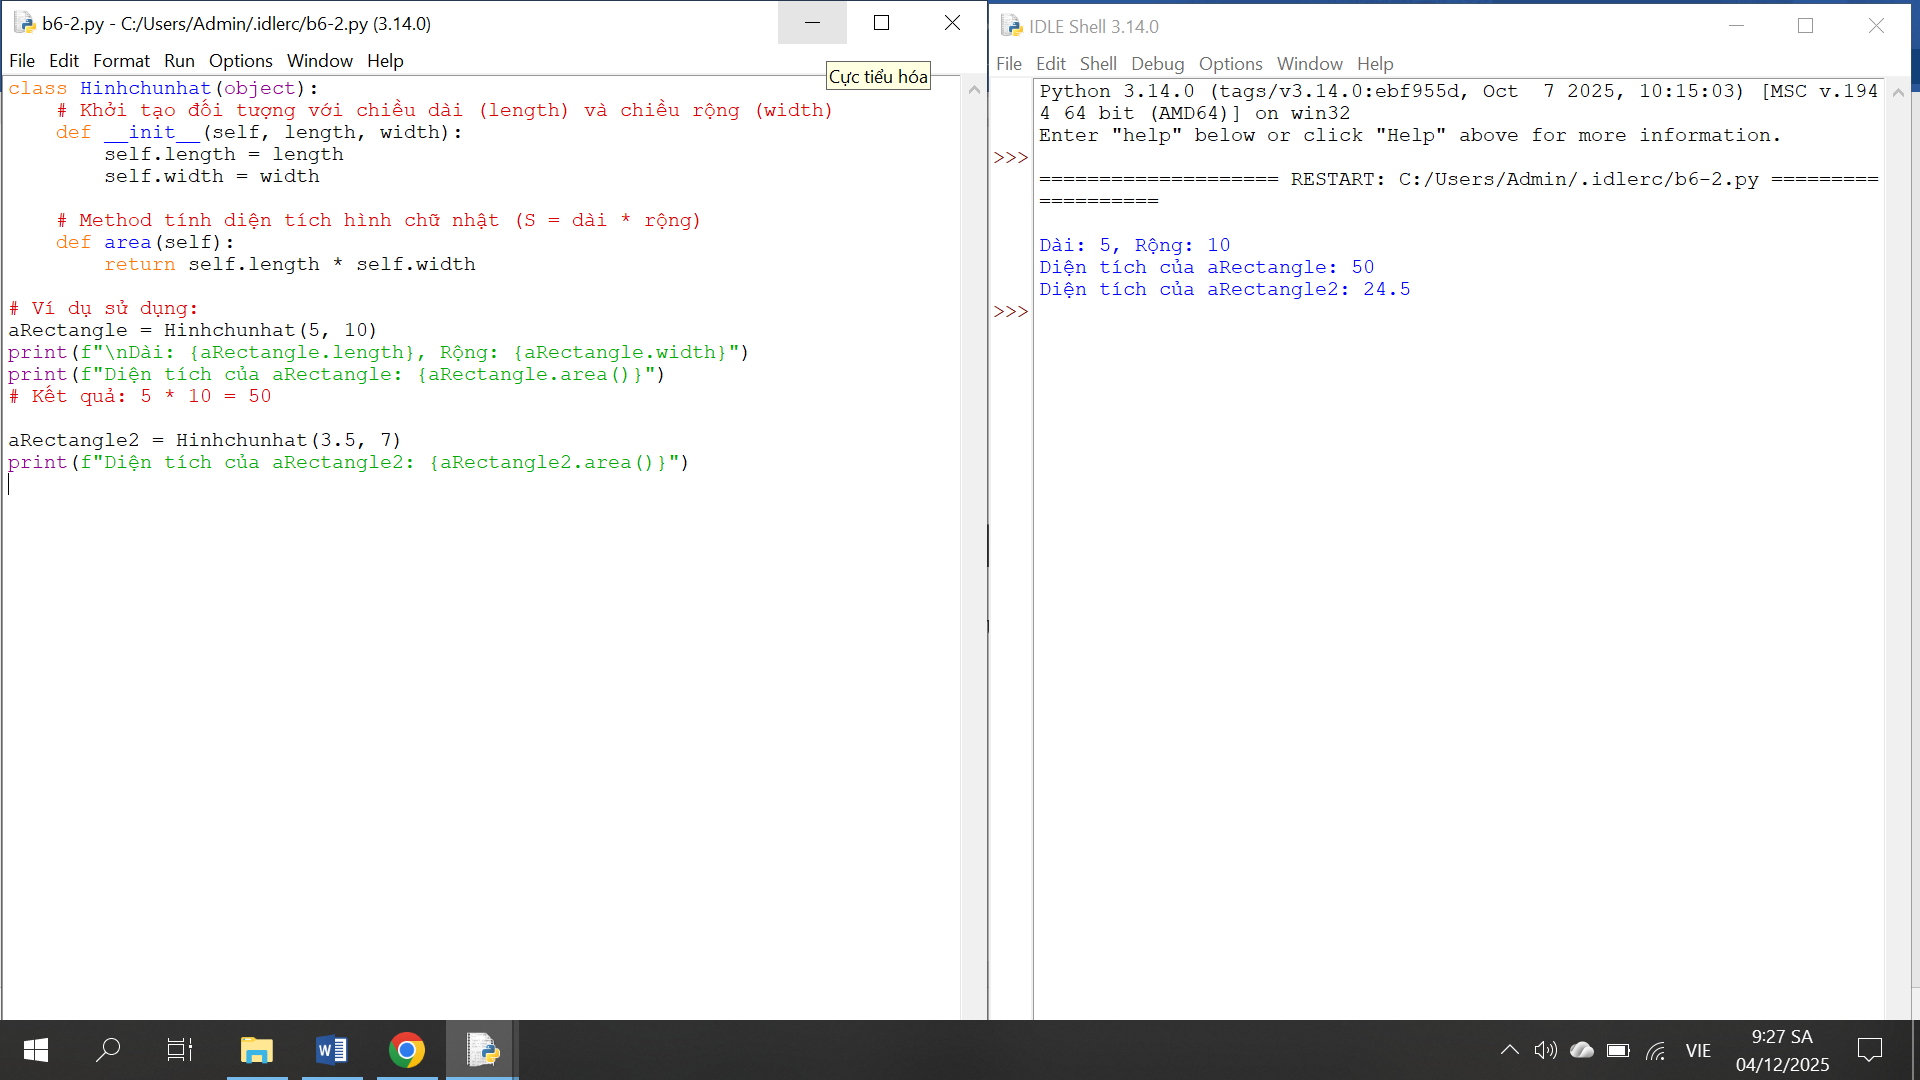 b6-2.py - C:/Users/Admin/.idlerc/b6-2.py (3.14.0)
File Edit Format Run Options Window Help
Cực tiểu hóa
class Hinhchunhat(object):
    # Khởi tạo đối tượng với chiều dài (length) và chiều rộng (width)
    def __init__(self, length, width):
        self.length = length
        self.width = width

    # Method tính diện tích hình chữ nhật (S = dài * rộng)
    def area(self):
        return self.length * self.width

# Ví dụ sử dụng:
aRectangle = Hinhchunhat(5, 10)
print(f"\nDài: {aRectangle.length}, Rộng: {aRectangle.width}")
print(f"Diện tích của aRectangle: {aRectangle.area()}")
# Kết quả: 5 * 10 = 50

aRectangle2 = Hinhchunhat(3.5, 7)
print(f"Diện tích của aRectangle2: {aRectangle2.area()}")
IDLE Shell 3.14.0
File Edit Shell Debug Options Window Help
Python 3.14.0 (tags/v3.14.0:ebf955d, Oct  7 2025, 10:15:03) [MSC v.194
4 64 bit (AMD64)] on win32
Enter "help" below or click "Help" above for more information.
>>>
==================== RESTART: C:/Users/Admin/.idlerc/b6-2.py =========
==========

Dài: 5, Rộng: 10
Diện tích của aRectangle: 50
Diện tích của aRectangle2: 24.5
>>>
VIE
9:27 SA
04/12/2025